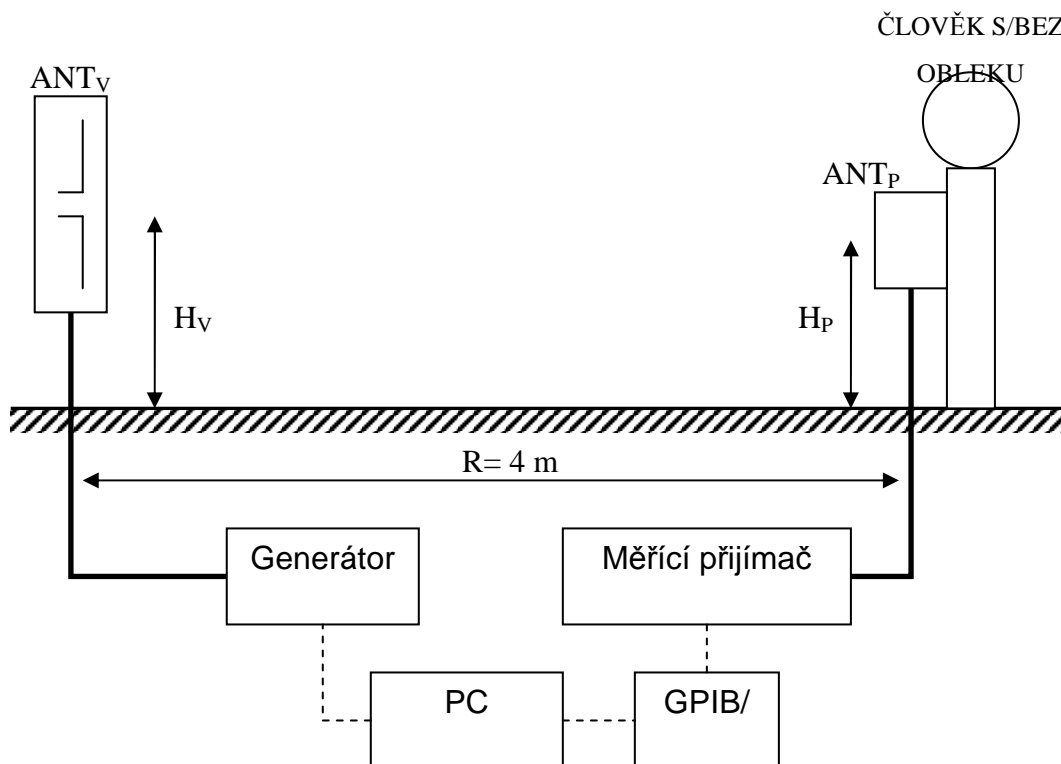 ČLOVĚK S/BEZ
OBLEKU
ANTV
ANTP
HV
HP
R= 4 m
Generátor
Měřící přijímač
PC
GPIB/